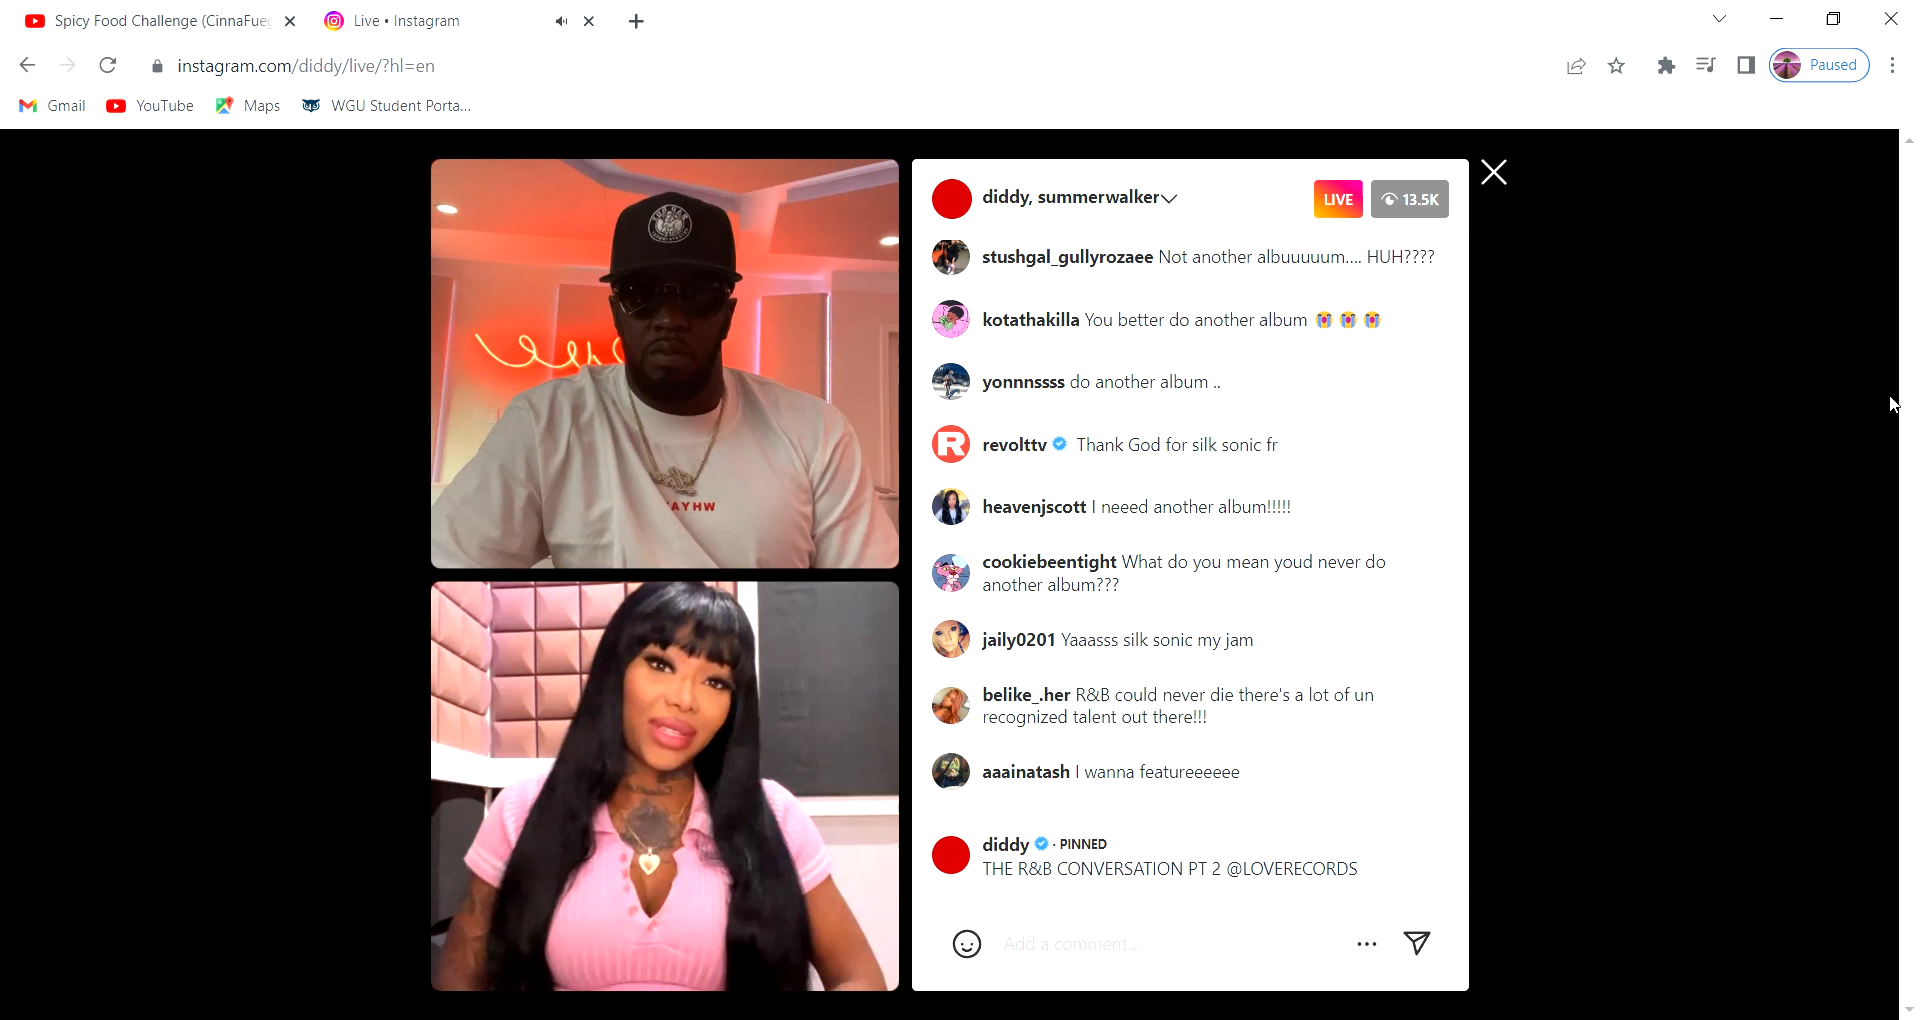 Spicy Food Challenge (CinnaFueg
Live • Instagram
instagram.com/diddy/live/?hl=en
Paused
Gmail
YouTube
Maps
WGU Student Porta...
diddy, summerwalker
LIVE
13.5K
stushgal_gullyrozaee Not another albuuuuum.... HUH????
kotathakilla You better do another album 😭 😭 😭
yonnnssss do another album ..
revolttv Thank God for silk sonic fr
heavenjscott I neeed another album!!!!!
cookiebeentight What do you mean youd never do
another album???
jaily0201 Yaaasss silk sonic my jam
belike_.her R&B could never die there's a lot of un
recognized talent out there!!!
aaainatash I wanna featureeeeee
diddy · PINNED
THE R&B CONVERSATION PT 2 @LOVERECORDS
Add a comment...
AYHW